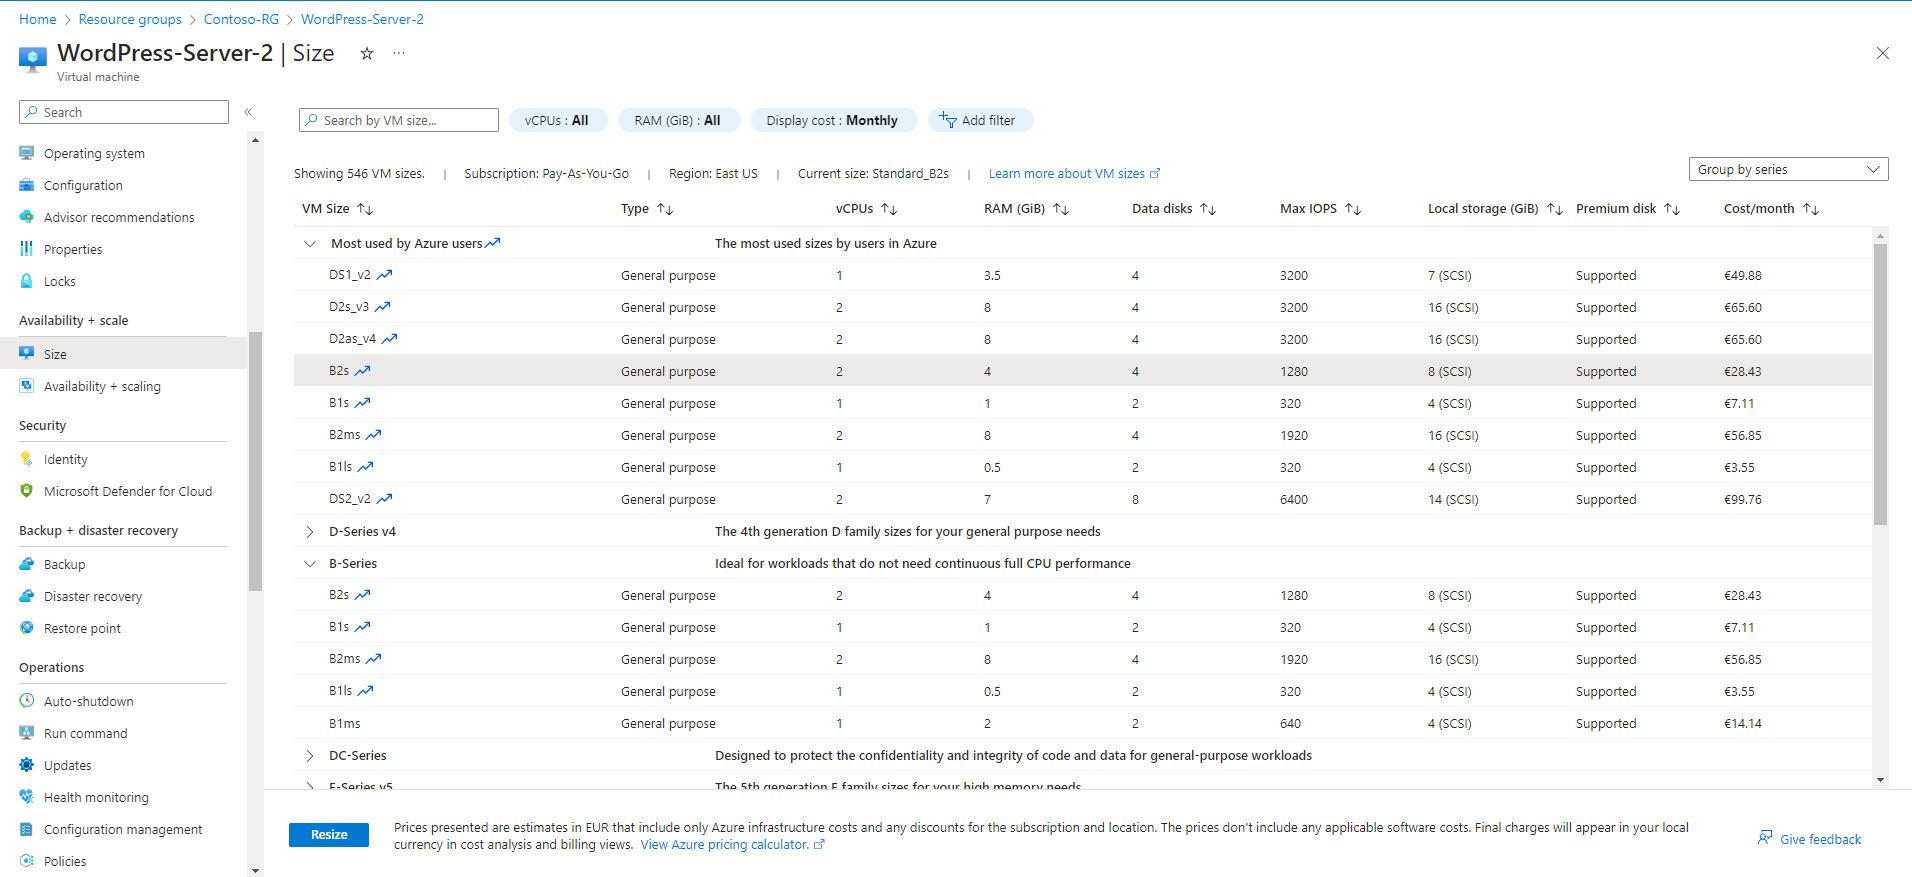 Home > Resource groups > Contoso-RG > WordPress-Server-2
WordPress-Server-2 | Size
Virtual machine
Search
Operating system
Configuration
Advisor recommendations
Properties
Locks
Availability + scale
Size
Availability + scaling
Security
Identity
Microsoft Defender for Cloud
Backup + disaster recovery
Backup
Disaster recovery
Restore point
Operations
Auto-shutdown
Run command
Updates
Health monitoring
Configuration management
Policies
Search by VM size... vCPUs : All RAM (GiB) : All Display cost : Monthly Add filter
Showing 546 VM sizes. | Subscription: Pay-As-You-Go | Region: East US | Current size: Standard_B2s | Learn more about VM sizes
Group by series
VM Size Type vCPUs RAM (GiB) Data disks Max IOPS Local storage (GiB) Premium disk Cost/month
Most used by Azure users The most used sizes by users in Azure
DS1_v2 General purpose 1 3.5 4 3200 7 (SCSI) Supported €49.88
D2s_v3 General purpose 2 8 4 3200 16 (SCSI) Supported €65.60
D2as_v4 General purpose 2 8 4 3200 16 (SCSI) Supported €65.60
B2s General purpose 2 4 4 1280 8 (SCSI) Supported €28.43
B1s General purpose 1 1 2 320 4 (SCSI) Supported €7.11
B2ms General purpose 2 8 4 1920 16 (SCSI) Supported €56.85
B1ls General purpose 1 0.5 2 320 4 (SCSI) Supported €3.55
DS2_v2 General purpose 2 7 8 6400 14 (SCSI) Supported €99.76
D-Series v4 The 4th generation D family sizes for your general purpose needs
B-Series Ideal for workloads that do not need continuous full CPU performance
B2s General purpose 2 4 4 1280 8 (SCSI) Supported €28.43
B1s General purpose 1 1 2 320 4 (SCSI) Supported €7.11
B2ms General purpose 2 8 4 1920 16 (SCSI) Supported €56.85
B1ls General purpose 1 0.5 2 320 4 (SCSI) Supported €3.55
B1ms General purpose 1 2 2 640 4 (SCSI) Supported €14.14
DC-Series Designed to protect the confidentiality and integrity of code and data for general-purpose workloads
E-Series v5 The 5th generation E family sizes for your high memory needs
Resize
Prices presented are estimates in EUR that include only Azure infrastructure costs and any discounts for the subscription and location. The prices don't include any applicable software costs. Final charges will appear in your local
currency in cost analysis and billing views. View Azure pricing calculator.
Give feedback